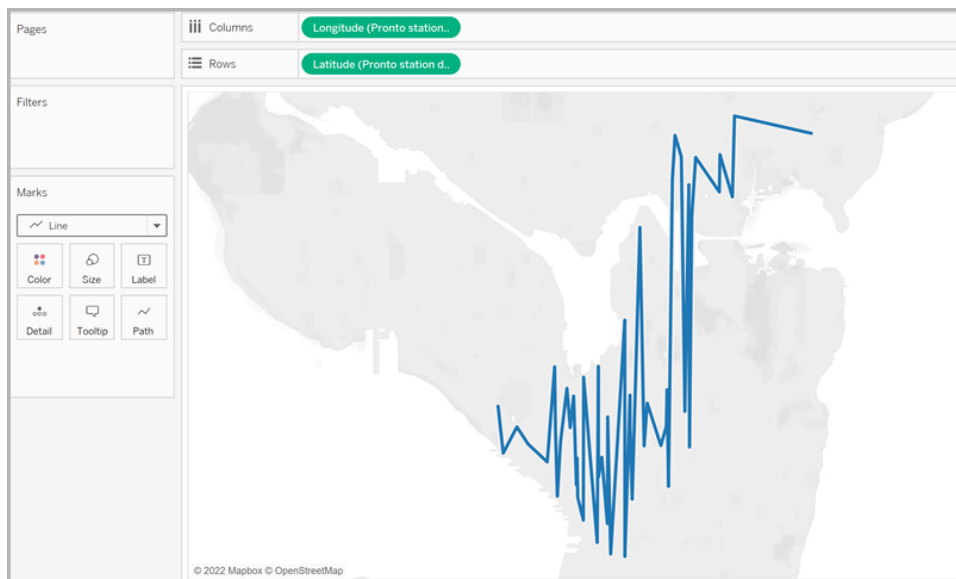 Pages
Columns
Longitude (Pronto station..
Rows
Latitude (Pronto station d..
Filters
Marks
Line
Color
Size
T
Label
Detail
Tooltip
Path
© 2022 Mapbox © OpenStreetMap